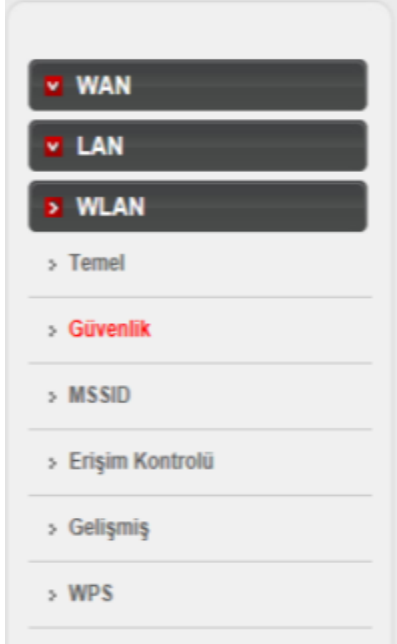 WAN
LAN
WLAN
Temel
Güvenlik
MSSID
Erişim Kontrolü
Gelişmiş
WPS